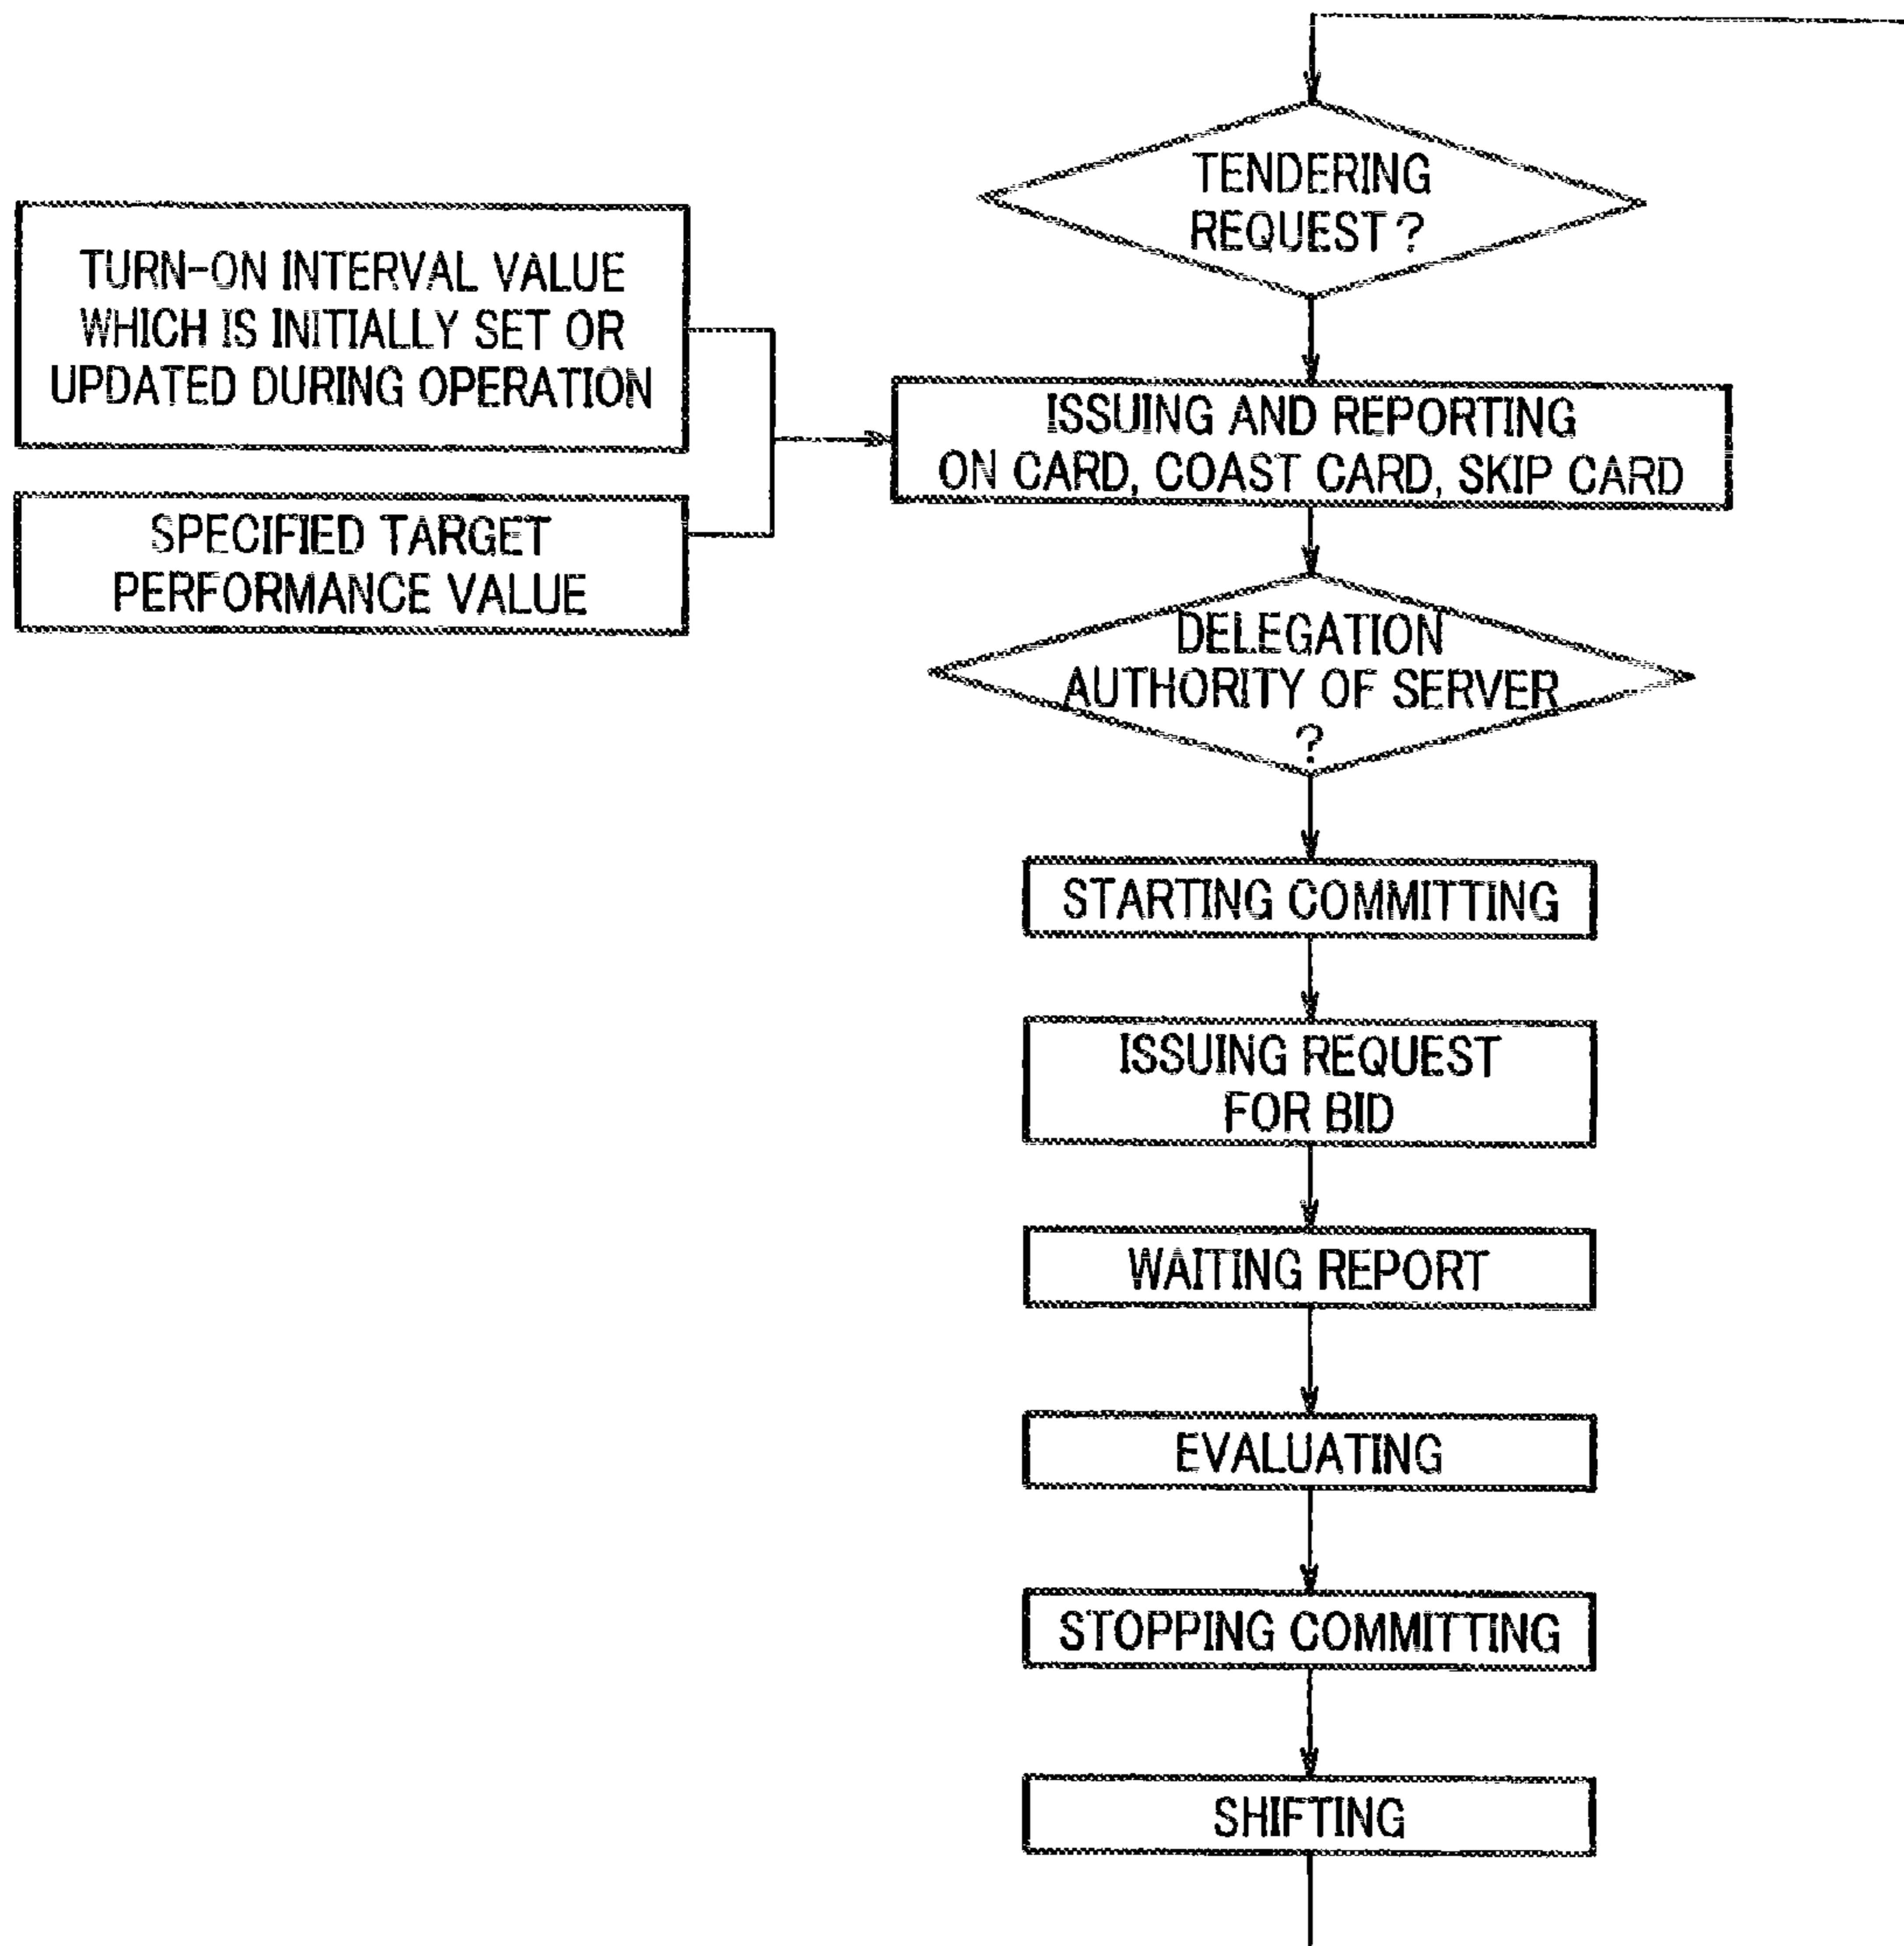 TENDERING
REQUEST?
TURN-ON INTERVAL VALUE
WHICH IS INITIALLY SET OR
UPDATED DURING OPERATION
SPECIFIED TARGET
PERFORMANCE VALUE
ISSUING AND REPORTING
ON CARD, COAST CARD, SKIP CARD
DELEGATION
AUTHORITY OF SERVER
?
STARTING COMMITTING
ISSUING REQUEST
FOR BID
WAITING REPORT
EVALUATING
STOPPING COMMITTING
SHIFTING